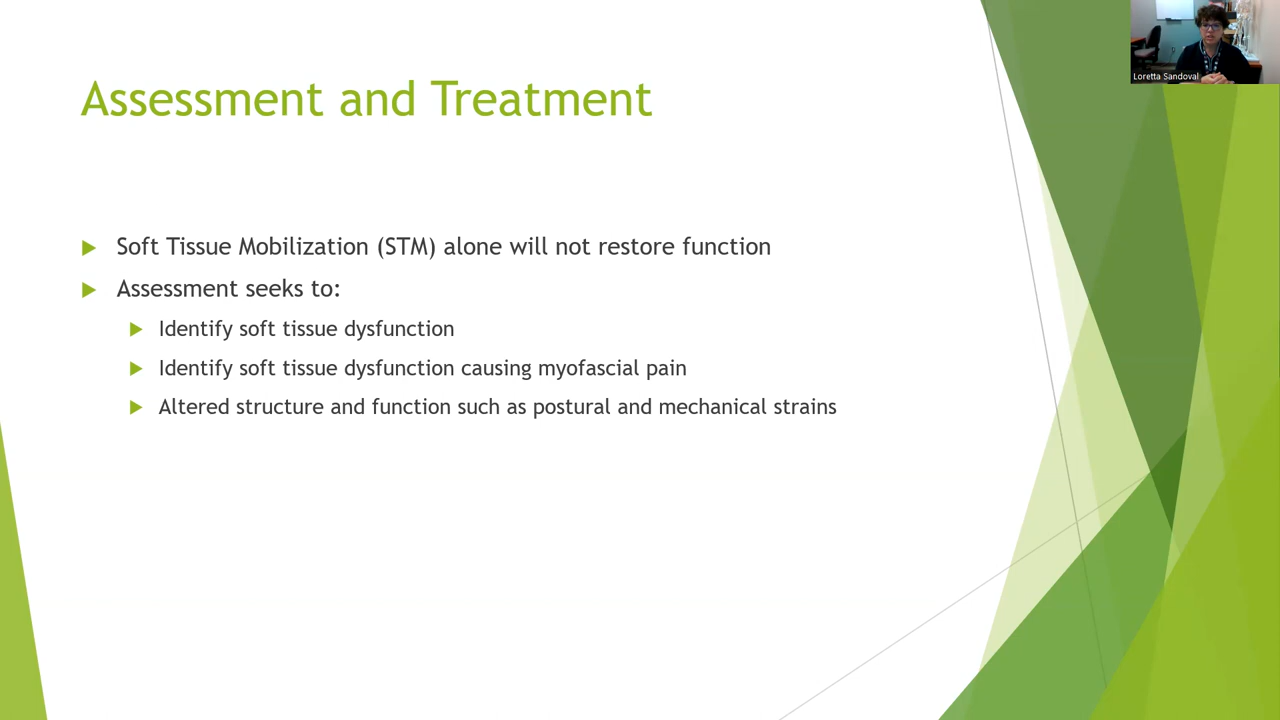 Assessment and Treatment
Soft Tissue Mobilization (STM) alone will not restore function
Assessment seeks to:
Identify soft tissue dysfunction
Identify soft tissue dysfunction causing myofascial pain
Altered structure and function such as postural and mechanical strains
Loretta Sandoval